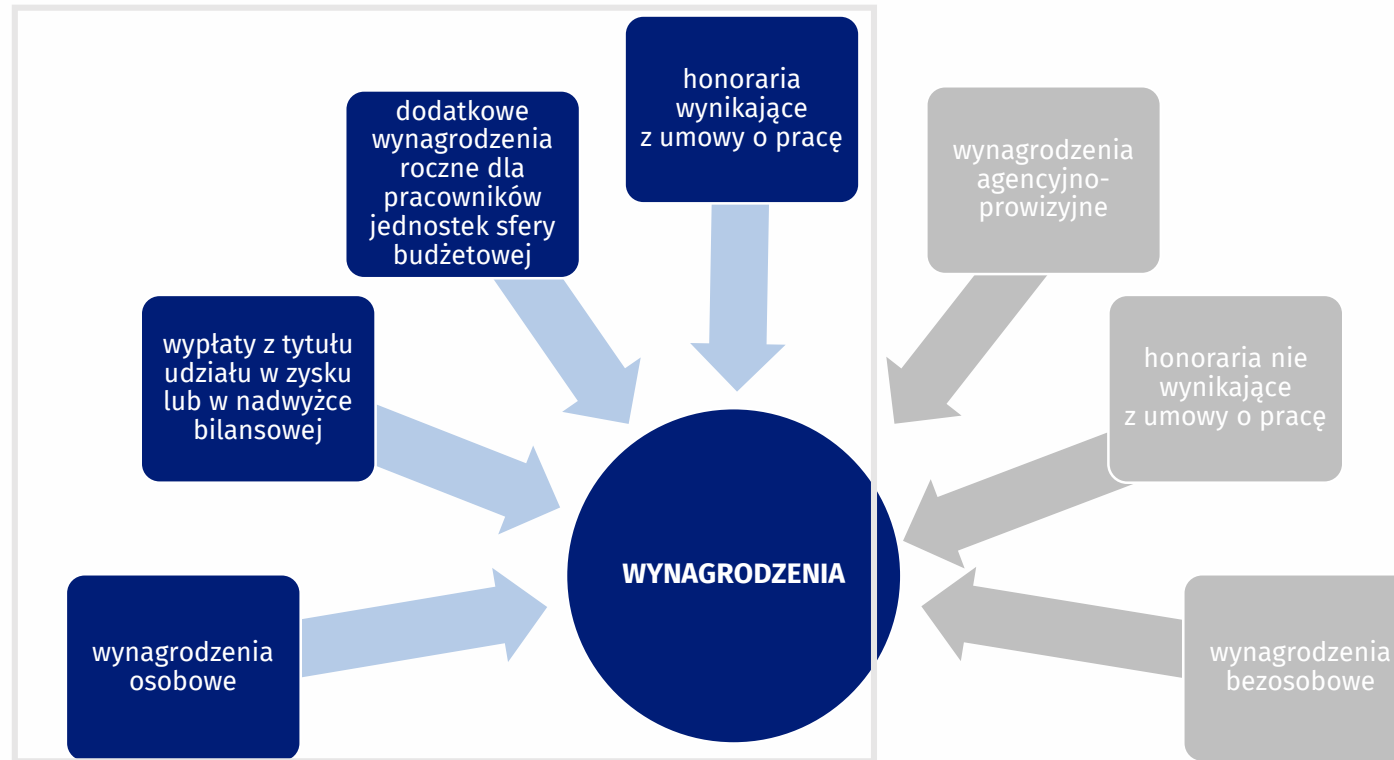 honoraria
wynikające
z umowy o pracę
dodatkowe
wynagrodzenia
roczne dla
pracowników
jednostek sfery
budżetowej
wynagrodzenia
agencyjno-
prowizyjne
wypłaty z tytułu
udziału w zysku
lub w nadwyżce
bilansowej
honoraria nie
wynikające
z umowy o pracę
WYNAGRODZENIA
wynagrodzenia
osobowe
wynagrodzenia
bezosobowe